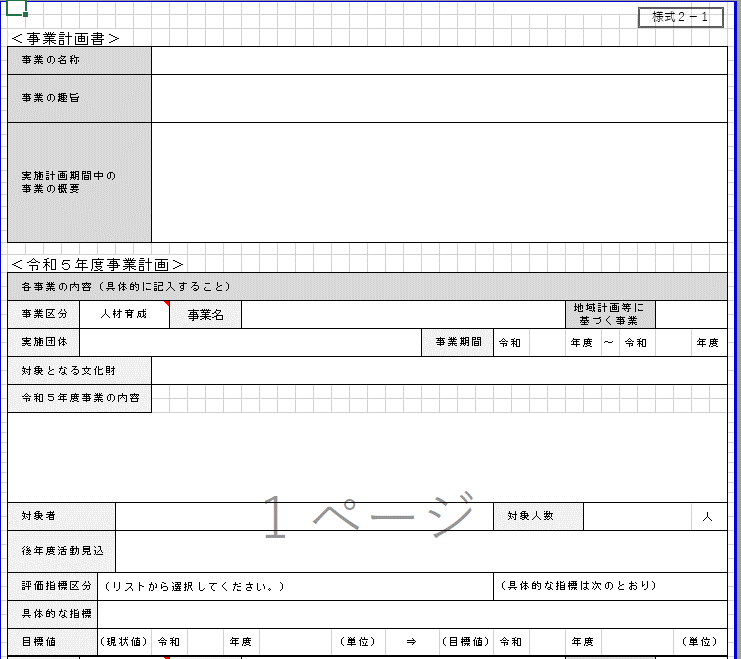 様式２－１
＜事業計画書＞
事業の名称
事業の趣旨
実施計画期間中の
事業の概要
＜令和５年度事業計画＞
各事業の内容（具体的に記入すること）
事業区分 人材育成 事業名 地域計画等に
基づく事業
実施団体 事業期間 令和 年度 ～ 令和 年度
対象となる文化財
令和５年度事業の内容
1 ページ
対象者 対象人数 人
後年度活動見込
評価指標区分 （リストから選択してください。） （具体的な指標は次のとおり）
具体的な指標
目標値 （現状値） 令和 年度 （単位） ⇒ （目標値） 令和 年度 （単位）